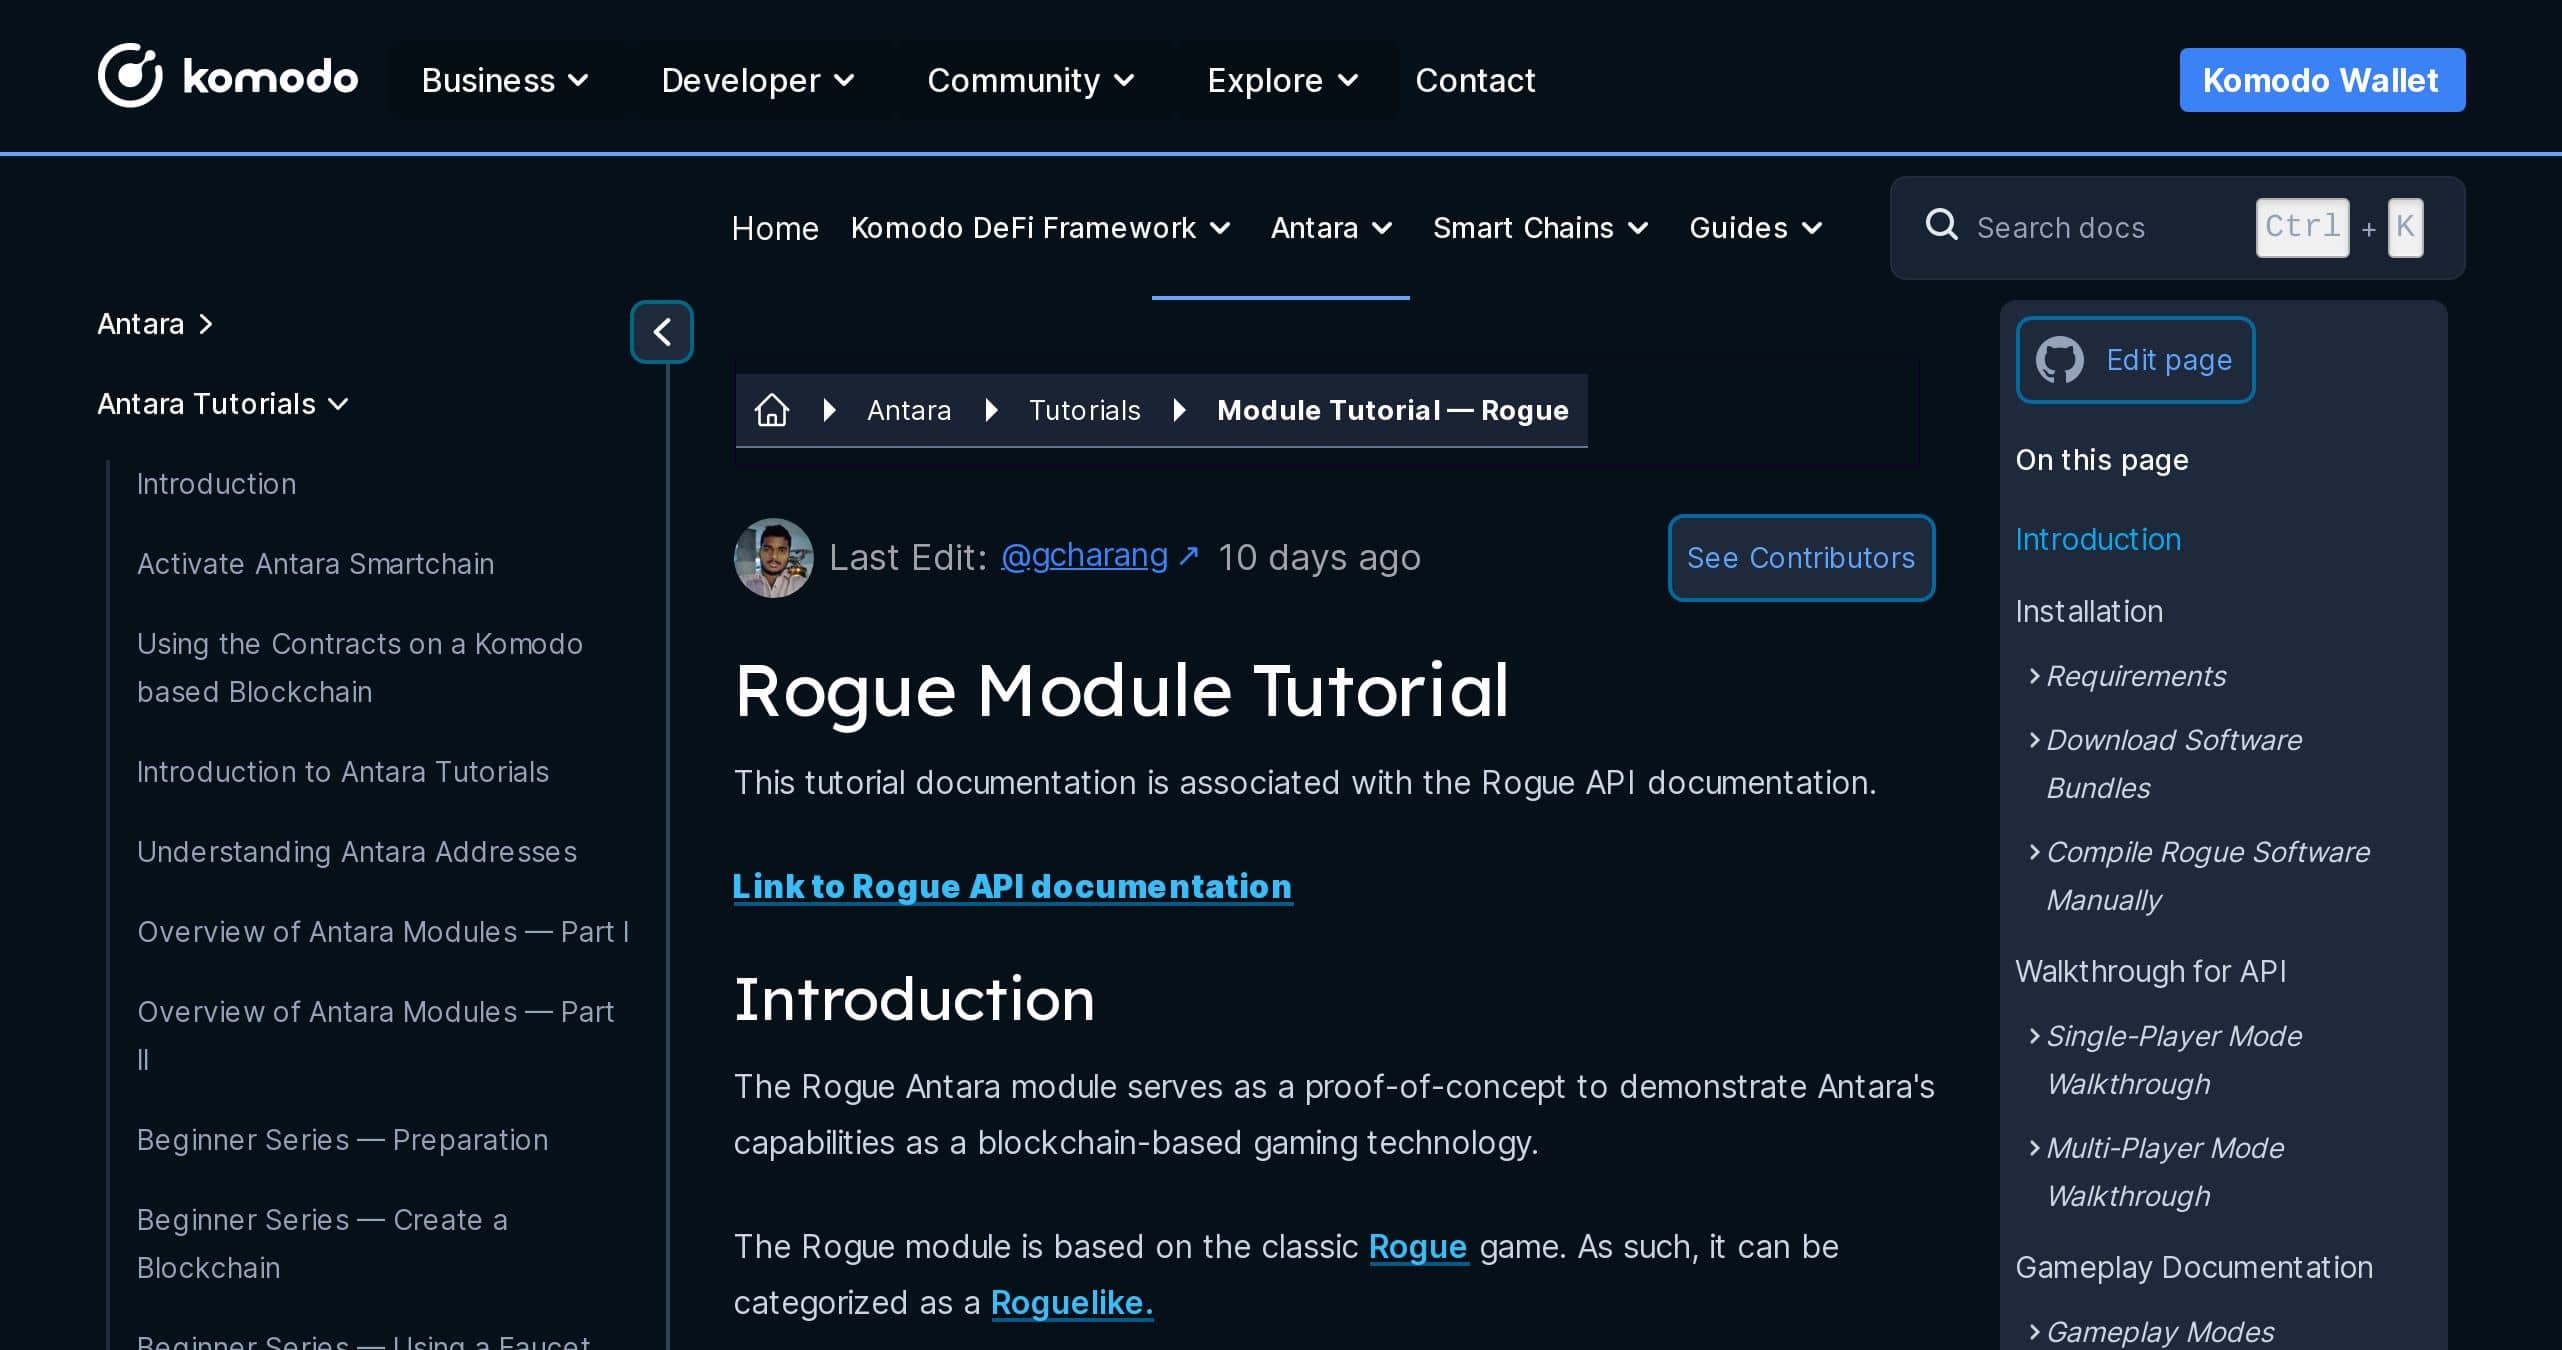 komodo
Business
Developer
Community
Explore
Contact
Komodo Wallet
Home
Komodo DeFi Framework
Antara
Smart Chains
Guides
Search docs
Ctrl + K
Antara
Antara Tutorials
Introduction
Activate Antara Smartchain
Using the Contracts on a Komodo
based Blockchain
Introduction to Antara Tutorials
Understanding Antara Addresses
Overview of Antara Modules — Part I
Overview of Antara Modules — Part
II
Beginner Series — Preparation
Beginner Series — Create a
Blockchain
Beginner Series — Using a Faucet
Antara
Tutorials
Module Tutorial — Rogue
Last Edit: @gcharang ↗ 10 days ago
See Contributors
Rogue Module Tutorial
This tutorial documentation is associated with the Rogue API documentation.
Link to Rogue API documentation
Introduction
The Rogue Antara module serves as a proof-of-concept to demonstrate Antara's
capabilities as a blockchain-based gaming technology.
The Rogue module is based on the classic Rogue game. As such, it can be
categorized as a Roguelike.
Edit page
On this page
Introduction
Installation
Requirements
Download Software
Bundles
Compile Rogue Software
Manually
Walkthrough for API
Single-Player Mode
Walkthrough
Multi-Player Mode
Walkthrough
Gameplay Documentation
Gameplay Modes